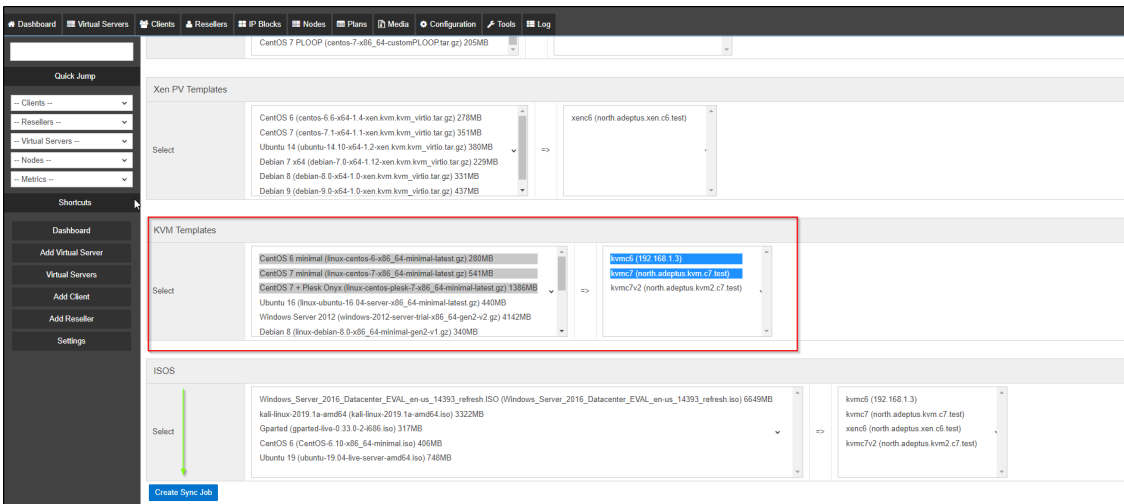 Dashboard Virtual Servers Clients Resellers IP Blocks Nodes Plans Media Configuration Tools Log
Quick Jump
-- Clients --
-- Resellers --
-- Virtual Servers --
-- Nodes --
-- Metrics --
Shortcuts
Dashboard
Add Virtual Server
Virtual Servers
Add Client
Add Reseller
Settings
CentOS 7 PLOOP (centos-7-x86_64-customPLOOP.tar.gz) 205MB
Xen PV Templates
Select
CentOS 6 (centos-6.6-x64-1.4-xen.kvm.kvm_virtio.tar.gz) 278MB
CentOS 7 (centos-7.1-x64-1.1-xen.kvm.kvm_virtio.tar.gz) 351MB
Ubuntu 14 (ubuntu-14.10-x64-1.2-xen.kvm.kvm_virtio.tar.gz) 380MB
Debian 7 x64 (debian-7.0-x64-1.12-xen.kvm.kvm_virtio.tar.gz) 229MB
Debian 8 (debian-8.0-x64-1.0-xen.kvm.kvm_virtio.tar.gz) 331MB
Debian 9 (debian-9.0-x64-1.0-xen.kvm.kvm_virtio.tar.gz) 437MB
=>
xenc6 (north.adeptus.xen.c6.test)
KVM Templates
Select
CentOS 6 minimal (linux-centos-6-x86_64-minimal-latest.gz) 280MB
CentOS 7 minimal (linux-centos-7-x86_64-minimal-latest.gz) 541MB
CentOS 7 + Plesk Onyx (linux-centos-plesk-7-x86_64-minimal-latest.gz) 1386MB
Ubuntu 16 (linux-ubuntu-16.04-server-x86_64-minimal-latest.gz) 440MB
Windows Server 2012 (windows-2012-server-trial-x86_64-gen2-v2.gz) 4142MB
Debian 8 (linux-debian-8.0-x86_64-minimal-gen2-v1.gz) 340MB
=>
kvmc6 (192.168.1.3)
kvmc7 (north.adeptus.kvm.c7.test)
kvmc7v2 (north.adeptus.kvm2.c7.test)
ISOS
Select
Windows_Server_2016_Datacenter_EVAL_en-us_14393_refresh.ISO (Windows_Server_2016_Datacenter_EVAL_en-us_14393_refresh.iso) 6649MB
kali-linux-2019.1a-amd64 (kali-linux-2019.1a-amd64.iso) 3322MB
Gparted (gparted-live-0.33.0-2-i686.iso) 317MB
CentOS 6 (CentOS-6.10-x86_64-minimal.iso) 406MB
Ubuntu 19 (ubuntu-19.04-live-server-amd64.iso) 748MB
=>
kvmc6 (192.168.1.3)
kvmc7 (north.adeptus.kvm.c7.test)
xenc6 (north.adeptus.xen.c6.test)
kvmc7v2 (north.adeptus.kvm2.c7.test)
Create Sync Job